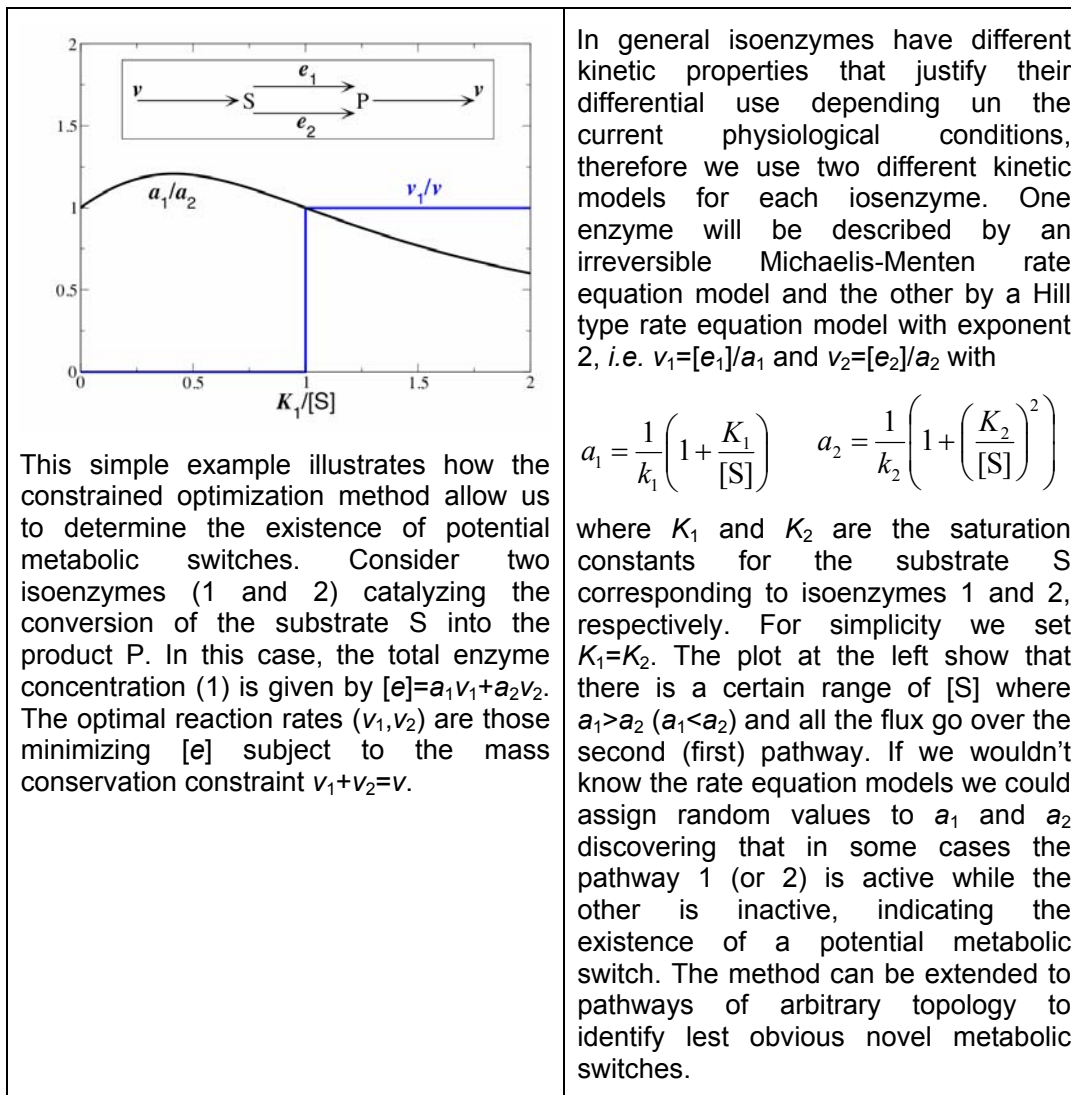 2
1.5
1
0.5
0
0
0.5
1
1.5
2
v
S
e1
e2
P
v
a1/a2
v1/v
K1/[S]
This simple example illustrates how the
constrained optimization method allow us
to determine the existence of potential
metabolic switches. Consider two
isoenzymes (1 and 2) catalyzing the
conversion of the substrate S into the
product P. In this case, the total enzyme
concentration (1) is given by [e]=a1v1+a2v2.
The optimal reaction rates (v1,v2) are those
minimizing [e] subject to the mass
conservation constraint v1+v2=v.
In general isoenzymes have different
kinetic properties that justify their
differential use depending un the
current physiological conditions,
therefore we use two different kinetic
models for each iosenzyme. One
enzyme will be described by an
irreversible Michaelis-Menten rate
equation model and the other by a Hill
type rate equation model with exponent
2, i.e. v1=[e1]/a1 and v2=[e2]/a2 with
a1 = 1/k1 (1 + K1/[S]) a2 = 1/k2 (1 + (K2/[S])²)
where K1 and K2 are the saturation
constants for the substrate S
corresponding to isoenzymes 1 and 2,
respectively. For simplicity we set
K1=K2. The plot at the left show that
there is a certain range of [S] where
a1>a2 (a1<a2) and all the flux go over the
second (first) pathway. If we wouldn't
know the rate equation models we could
assign random values to a1 and a2
discovering that in some cases the
pathway 1 (or 2) is active while the
other is inactive, indicating the
existence of a potential metabolic
switch. The method can be extended to
pathways of arbitrary topology to
identify lest obvious novel metabolic
switches.